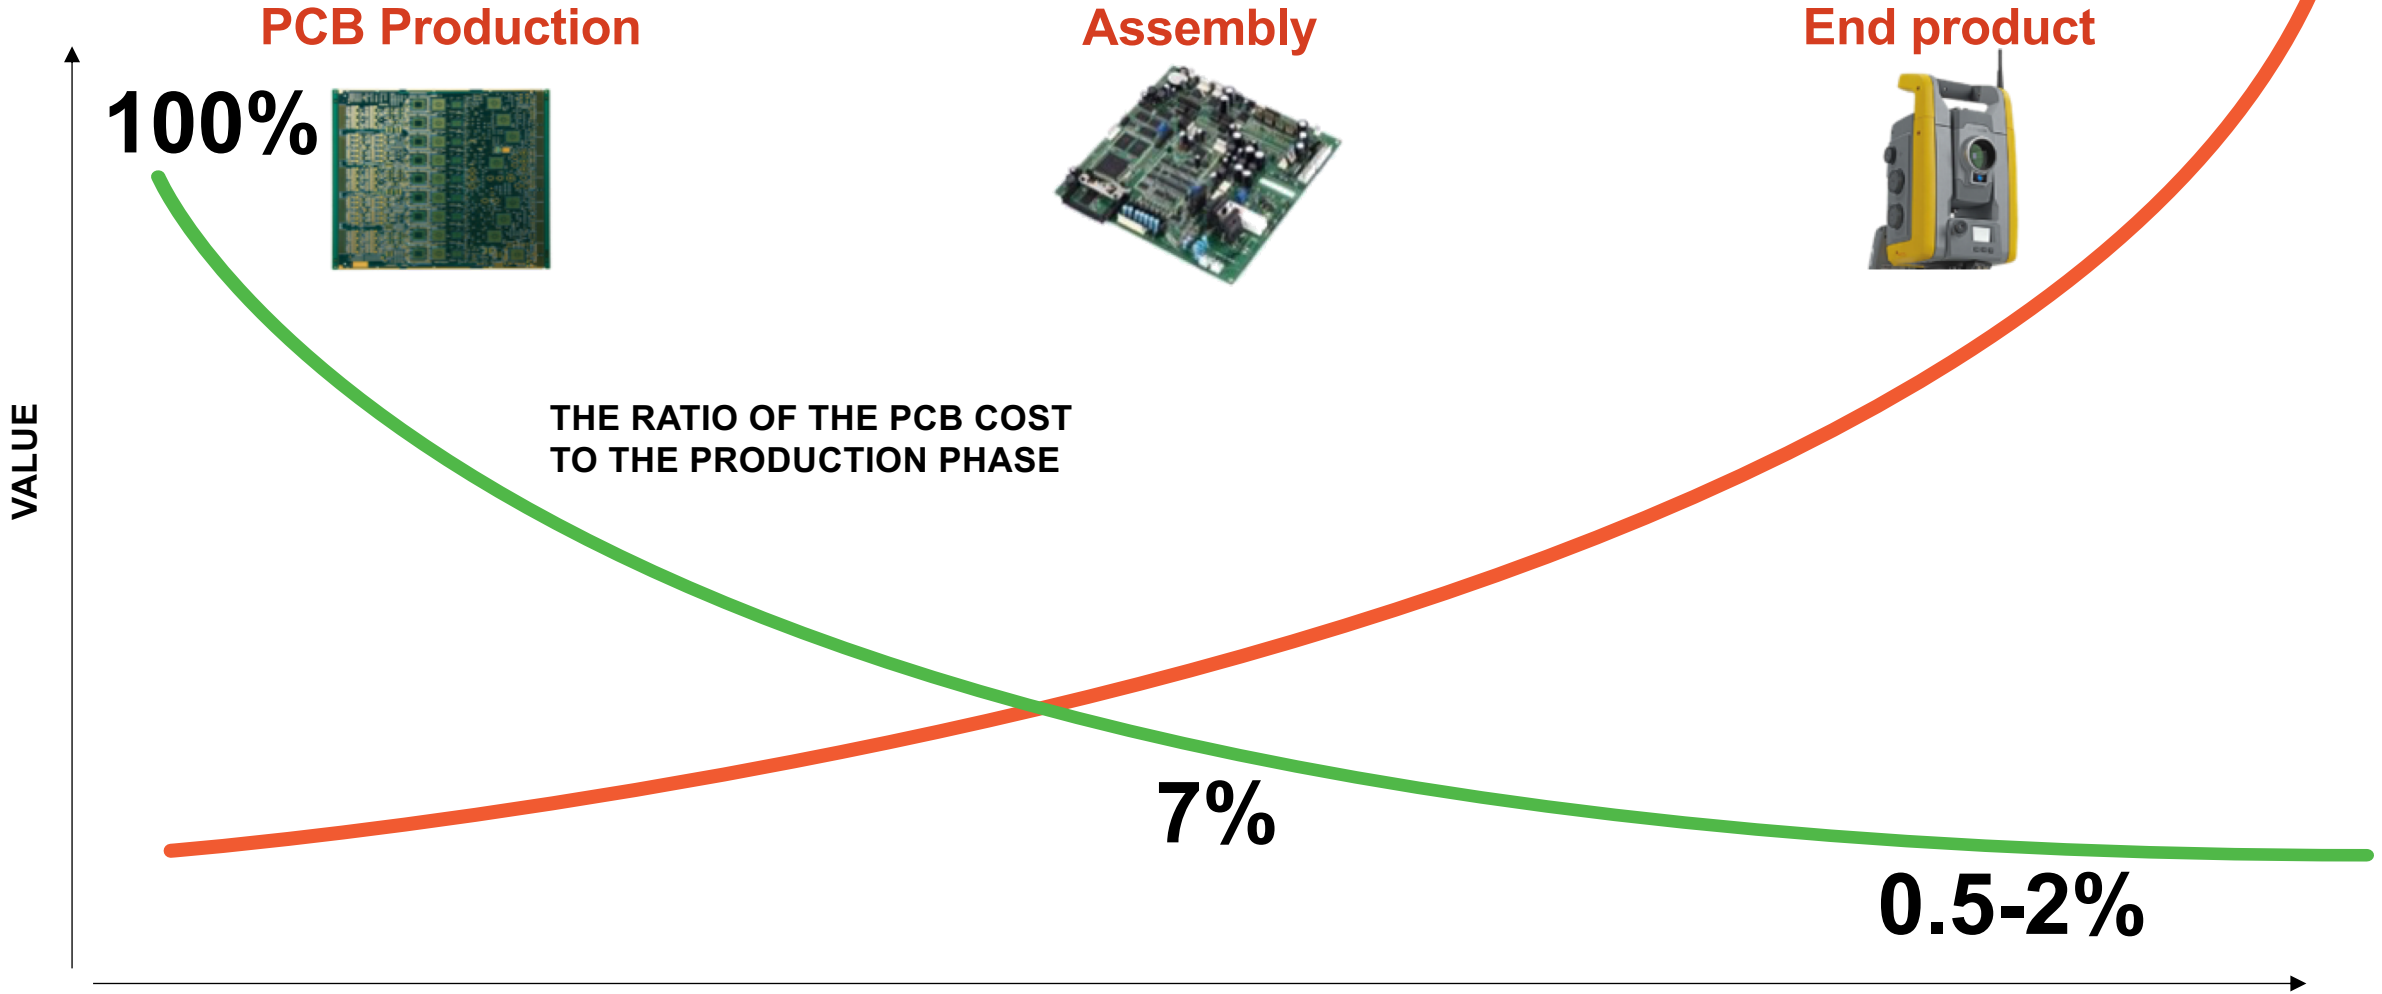 PCB Production
Assembly
End product
100%
VALUE
THE RATIO OF THE PCB COST
TO THE PRODUCTION PHASE
7%
0.5-2%